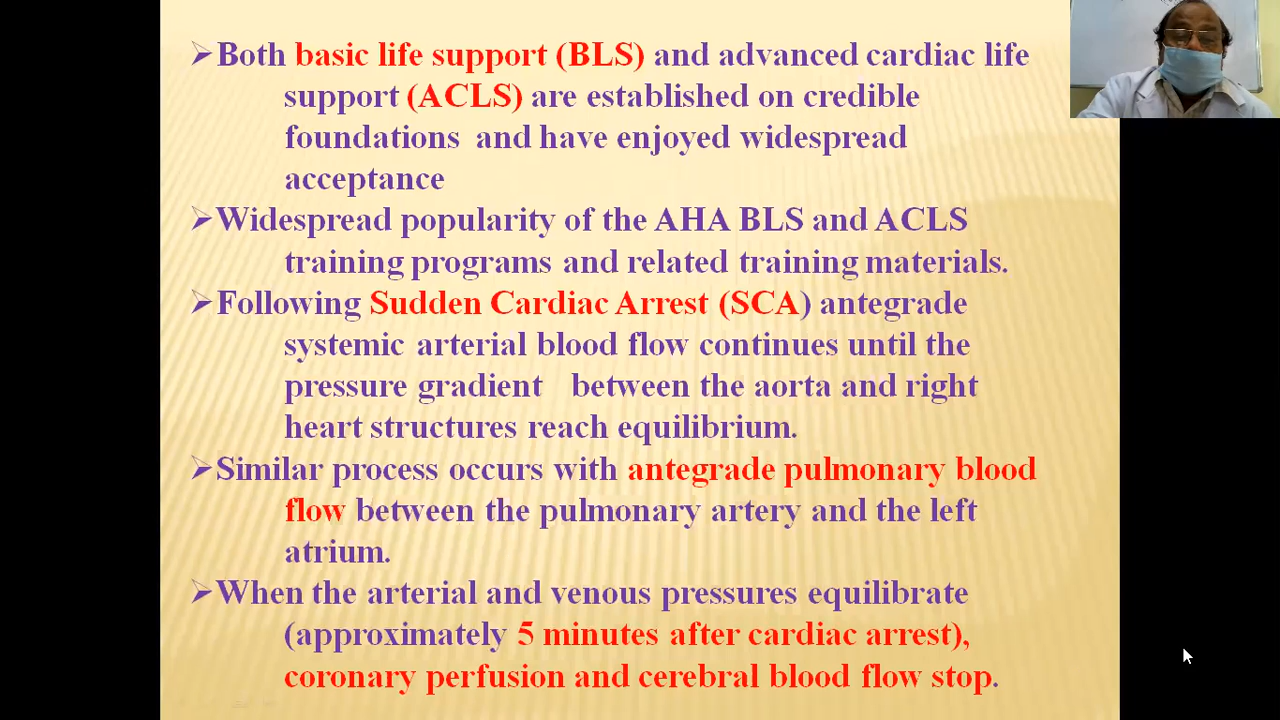 ➢Both basic life support (BLS) and advanced cardiac life
support (ACLS) are established on credible
foundations and have enjoyed widespread
acceptance
➢Widespread popularity of the AHA BLS and ACLS
training programs and related training materials.
➢Following Sudden Cardiac Arrest (SCA) antegrade
systemic arterial blood flow continues until the
pressure gradient between the aorta and right
heart structures reach equilibrium.
➢Similar process occurs with antegrade pulmonary blood
flow between the pulmonary artery and the left
atrium.
➢When the arterial and venous pressures equilibrate
(approximately 5 minutes after cardiac arrest),
coronary perfusion and cerebral blood flow stop.